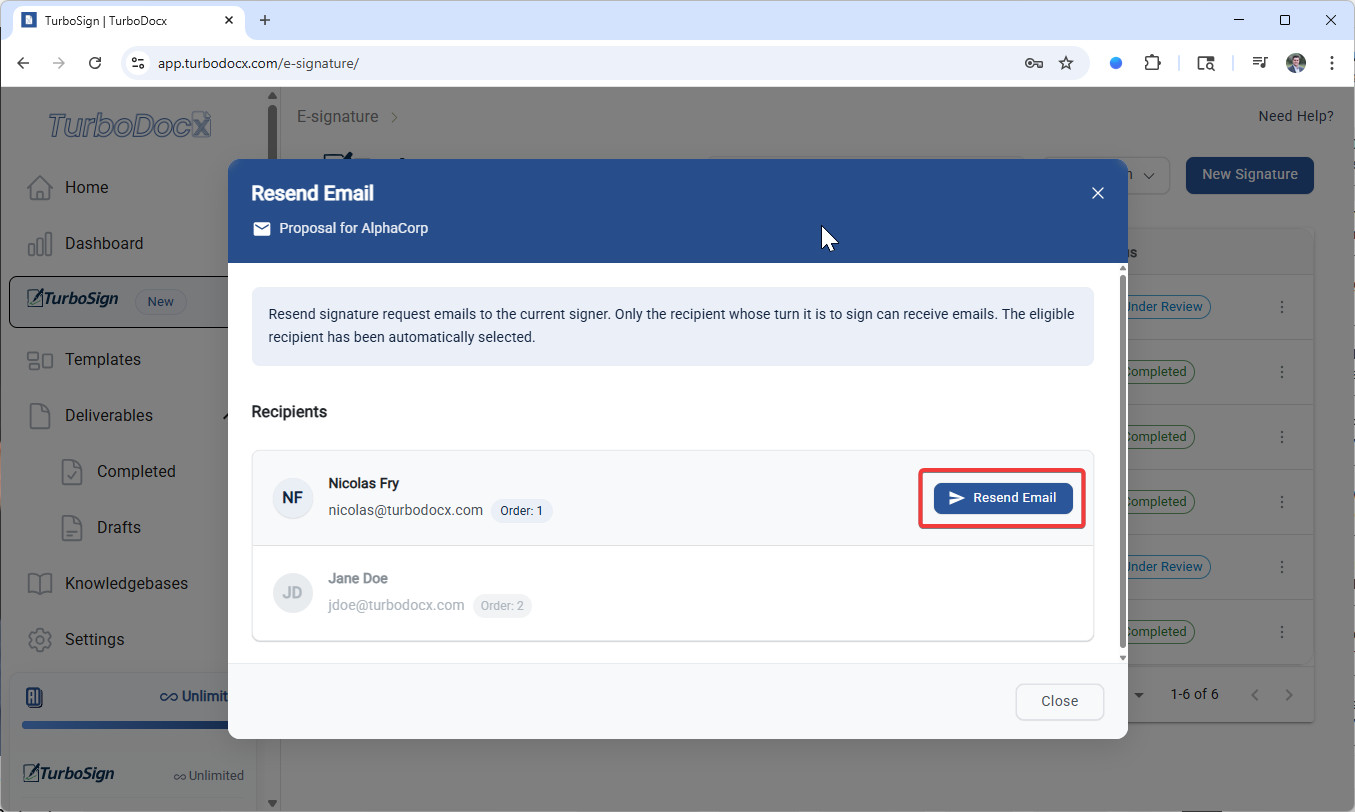 TurboSign | TurboDocx
app.turbodocx.com/e-signature/
TurboDocX
E-signature
Need Help?
Home
Dashboard
TurboSign New
Templates
Deliverables
Completed
Drafts
Knowledgebases
Settings
Unlimit
TurboSign Unlimited
New Signature
Resend Email
Proposal for AlphaCorp
Resend signature request emails to the current signer. Only the recipient whose turn it is to sign can receive emails. The eligible
recipient has been automatically selected.
Recipients
NF
Nicolas Fry
nicolas@turbodocx.com Order: 1
Resend Email
JD
Jane Doe
jdoe@turbodocx.com Order: 2
Close
Under Review
Completed
Completed
Completed
Under Review
Completed
1-6 of 6